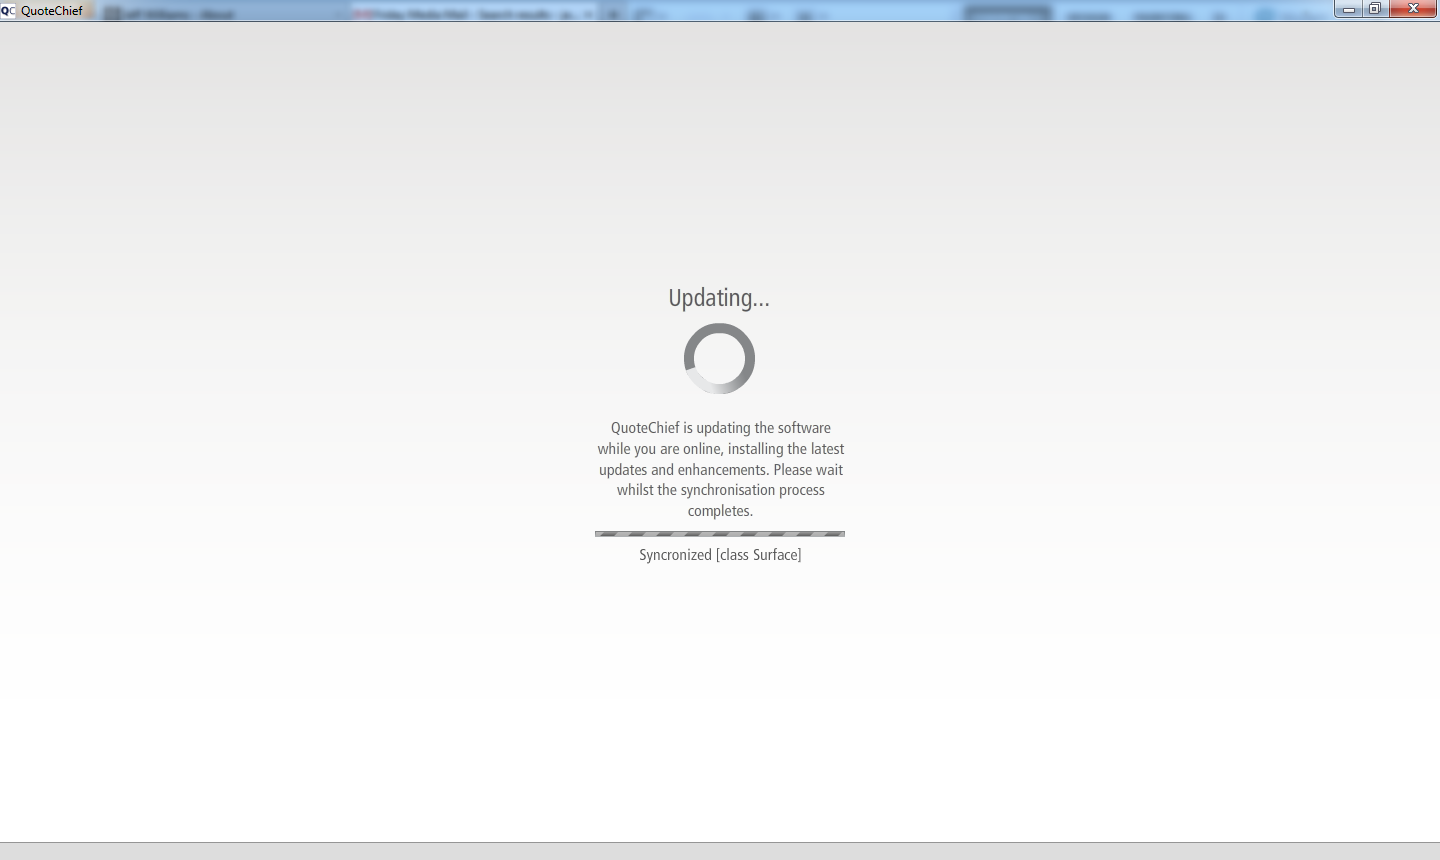 QC QuoteChief
Updating...
QuoteChief is updating the software
while you are online, installing the latest
updates and enhancements. Please wait
whilst the synchronisation process
completes.
Syncronized [class Surface]